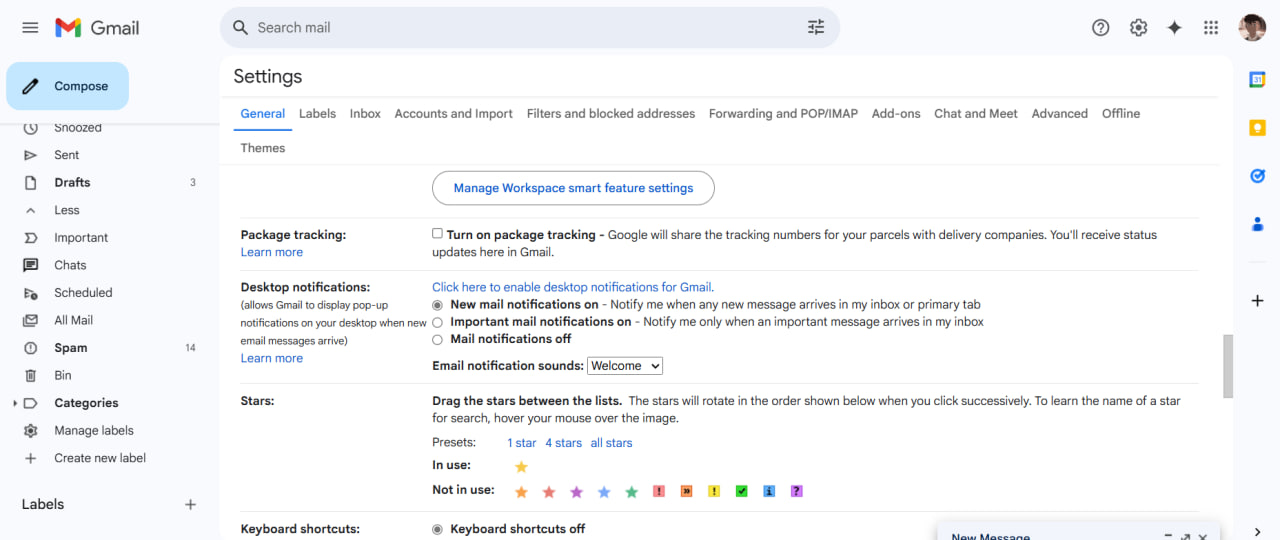 Gmail
Search mail
Compose
Snoozed
Sent
Drafts 3
Less
Important
Chats
Scheduled
All Mail
Spam 14
Bin
Categories
Manage labels
Create new label
Labels
Settings
General Labels Inbox Accounts and Import Filters and blocked addresses Forwarding and POP/IMAP Add-ons Chat and Meet Advanced Offline
Themes
Manage Workspace smart feature settings
Package tracking:
Learn more
Turn on package tracking - Google will share the tracking numbers for your parcels with delivery companies. You'll receive status
updates here in Gmail.
Desktop notifications:
(allows Gmail to display pop-up
notifications on your desktop when new
email messages arrive)
Learn more
Click here to enable desktop notifications for Gmail.
New mail notifications on - Notify me when any new message arrives in my inbox or primary tab
Important mail notifications on - Notify me only when an important message arrives in my inbox
Mail notifications off
Email notification sounds: Welcome
Stars:
Drag the stars between the lists. The stars will rotate in the order shown below when you click successively. To learn the name of a star
for search, hover your mouse over the image.
Presets: 1 star 4 stars all stars
In use:
Not in use:
Keyboard shortcuts:
Keyboard shortcuts off
New Message
31